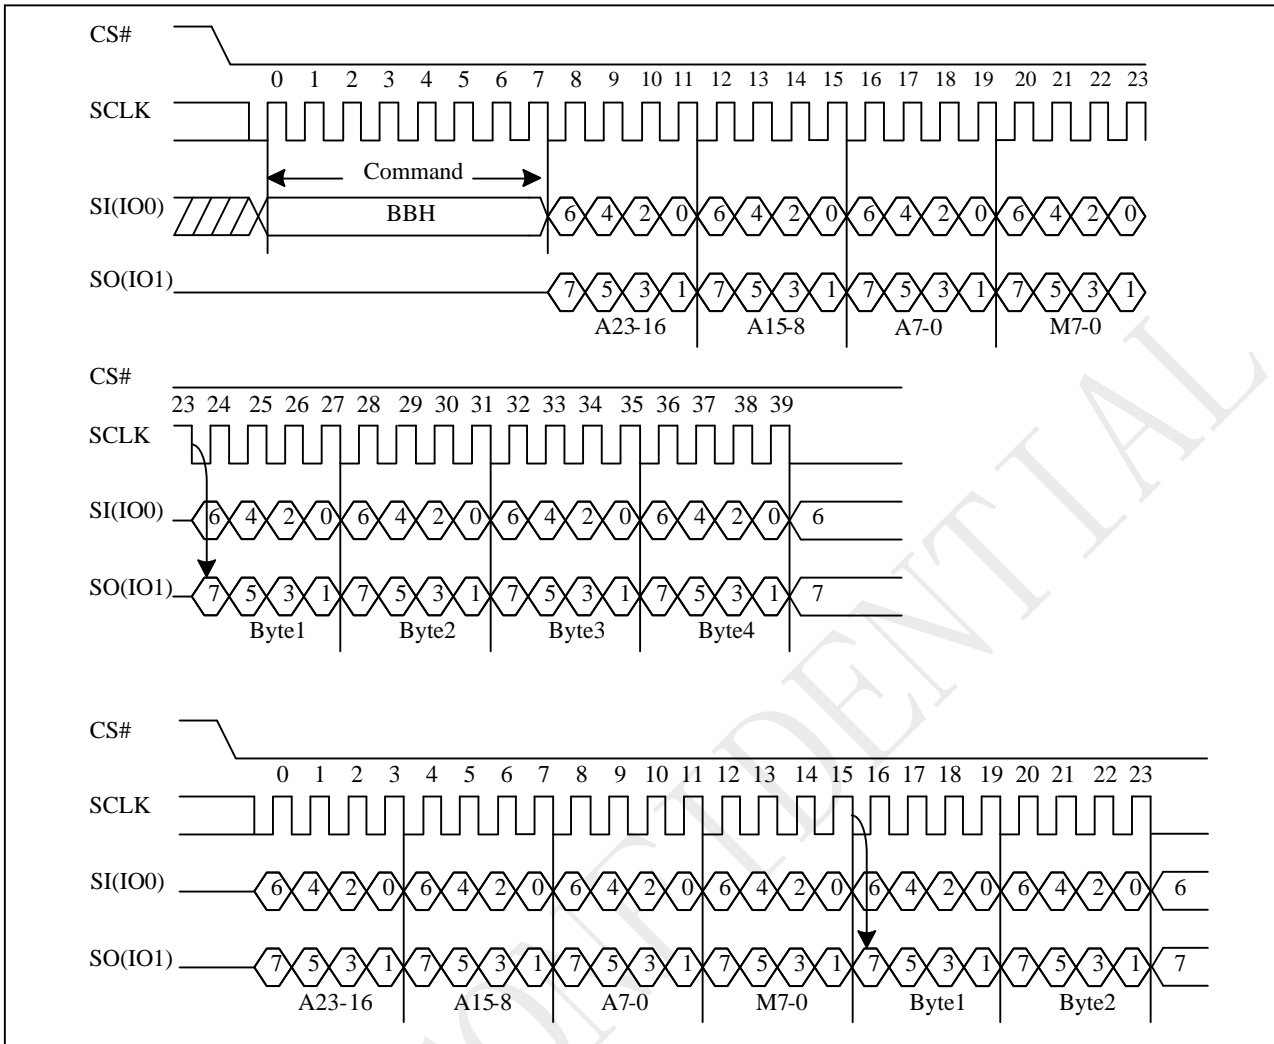 CS#
0 1 2 3 4 5 6 7 8 9 10 11 12 13 14 15 16 17 18 19 20 21 22 23
SCLK
Command
SI(IO0) BBH 6 4 2 0 6 4 2 0 6 4 2 0 6 4 2 0
SO(IO1) 7 5 3 1 7 5 3 1 7 5 3 1 7 5 3 1
A23-16 A15-8 A7-0 M7-0
CS#
23 24 25 26 27 28 29 30 31 32 33 34 35 36 37 38 39
SCLK
SI(IO0) 6 4 2 0 6 4 2 0 6 4 2 0 6 4 2 0 6
SO(IO1) 7 5 3 1 7 5 3 1 7 5 3 1 7 5 3 1 7
Byte1 Byte2 Byte3 Byte4
CS#
0 1 2 3 4 5 6 7 8 9 10 11 12 13 14 15 16 17 18 19 20 21 22 23
SCLK
SI(IO0) 6 4 2 0 6 4 2 0 6 4 2 0 6 4 2 0 6 4 2 0 6 4 2 0 6
SO(IO1) 7 5 3 1 7 5 3 1 7 5 3 1 7 5 3 1 7 5 3 1 7 5 3 1 7
A23-16 A15-8 A7-0 M7-0 Byte1 Byte2
ONFIDENTIAL